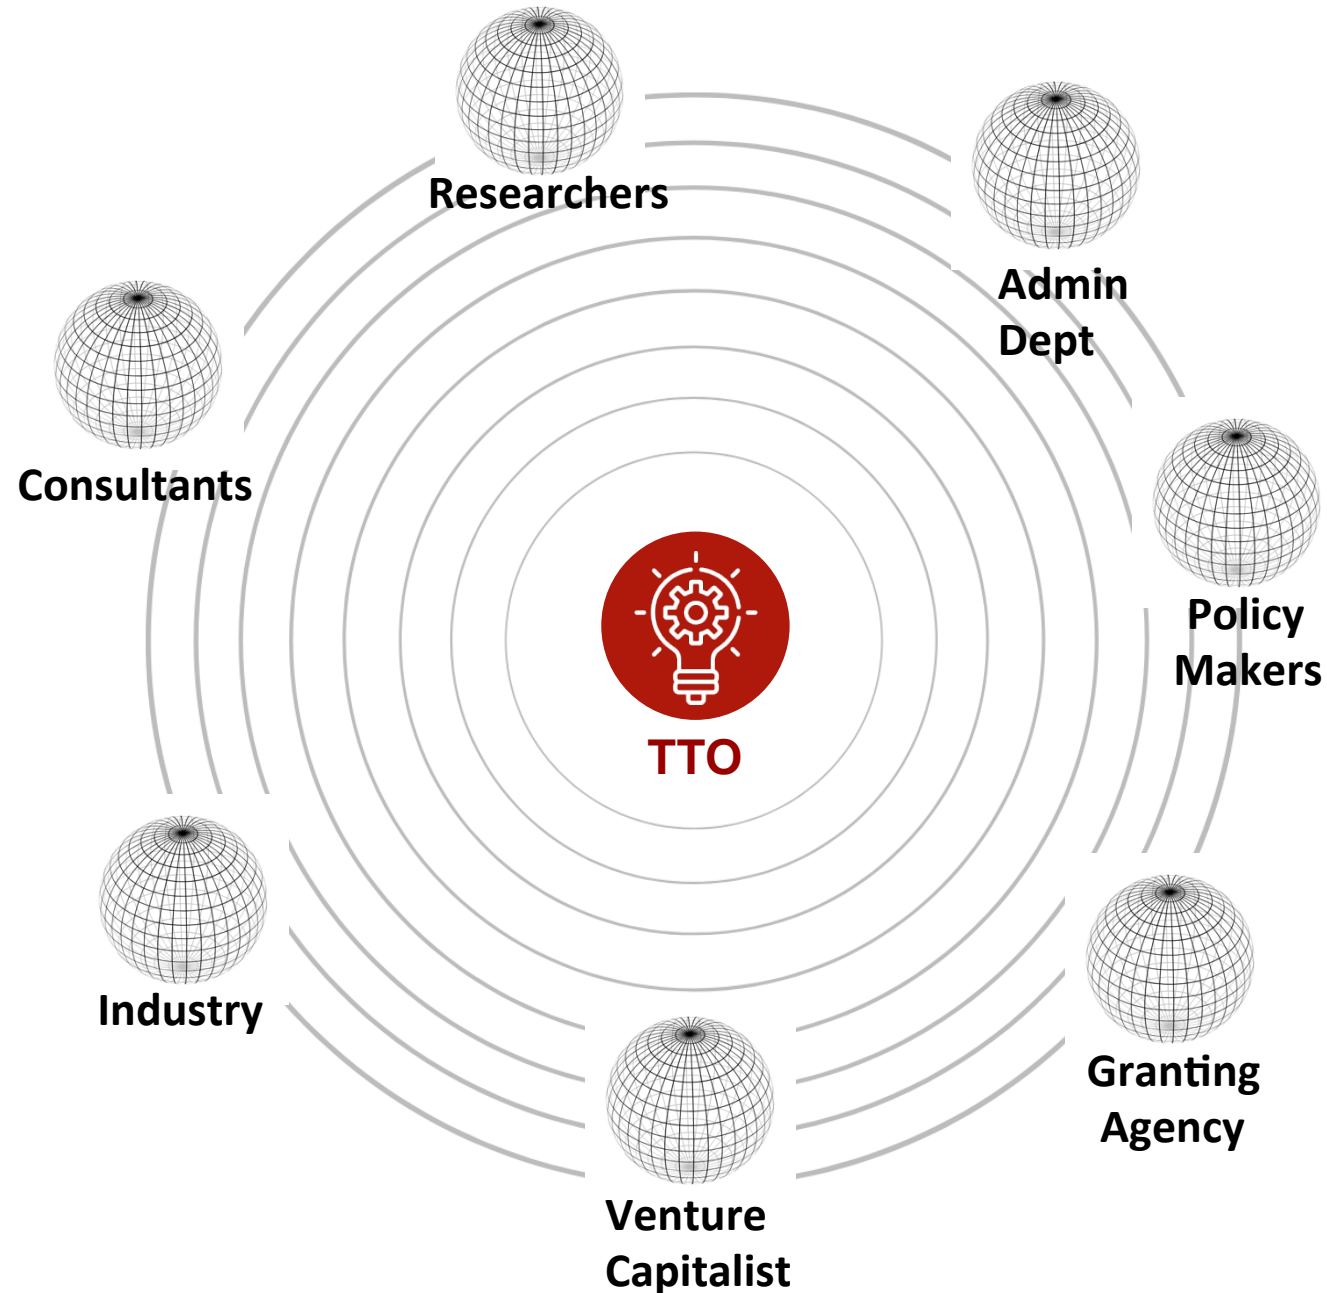 Researchers
Admin
Dept
Consultants
Policy
Makers
TTO
Industry
Granting
Agency
Venture
Capitalist